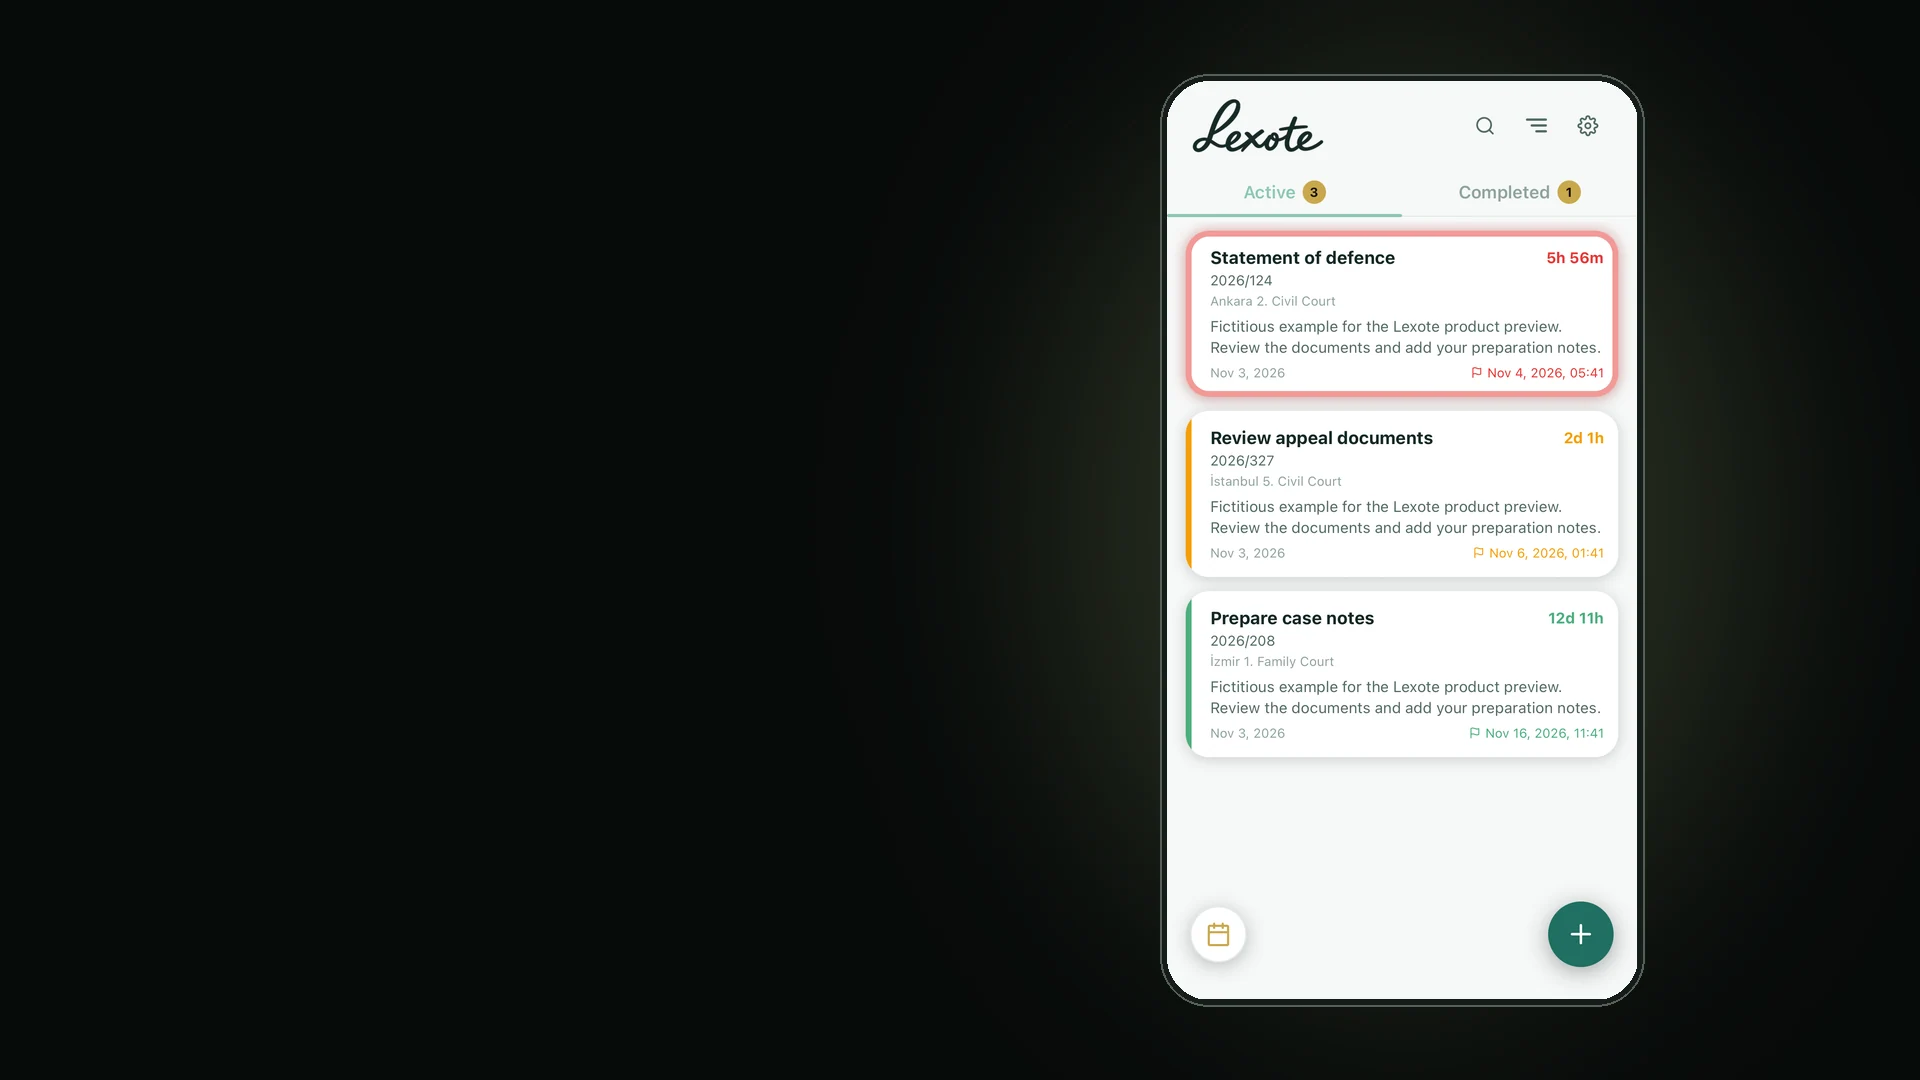 Lexote
Active 3
Completed 1
Statement of defence 5h 56m
2026/124
Ankara 2. Civil Court
Fictitious example for the Lexote product preview.
Review the documents and add your preparation notes.
Nov 3, 2026 Nov 4, 2026, 05:41
Review appeal documents 2d 1h
2026/327
İstanbul 5. Civil Court
Fictitious example for the Lexote product preview.
Review the documents and add your preparation notes.
Nov 3, 2026 Nov 6, 2026, 01:41
Prepare case notes 12d 11h
2026/208
İzmir 1. Family Court
Fictitious example for the Lexote product preview.
Review the documents and add your preparation notes.
Nov 3, 2026 Nov 16, 2026, 11:41